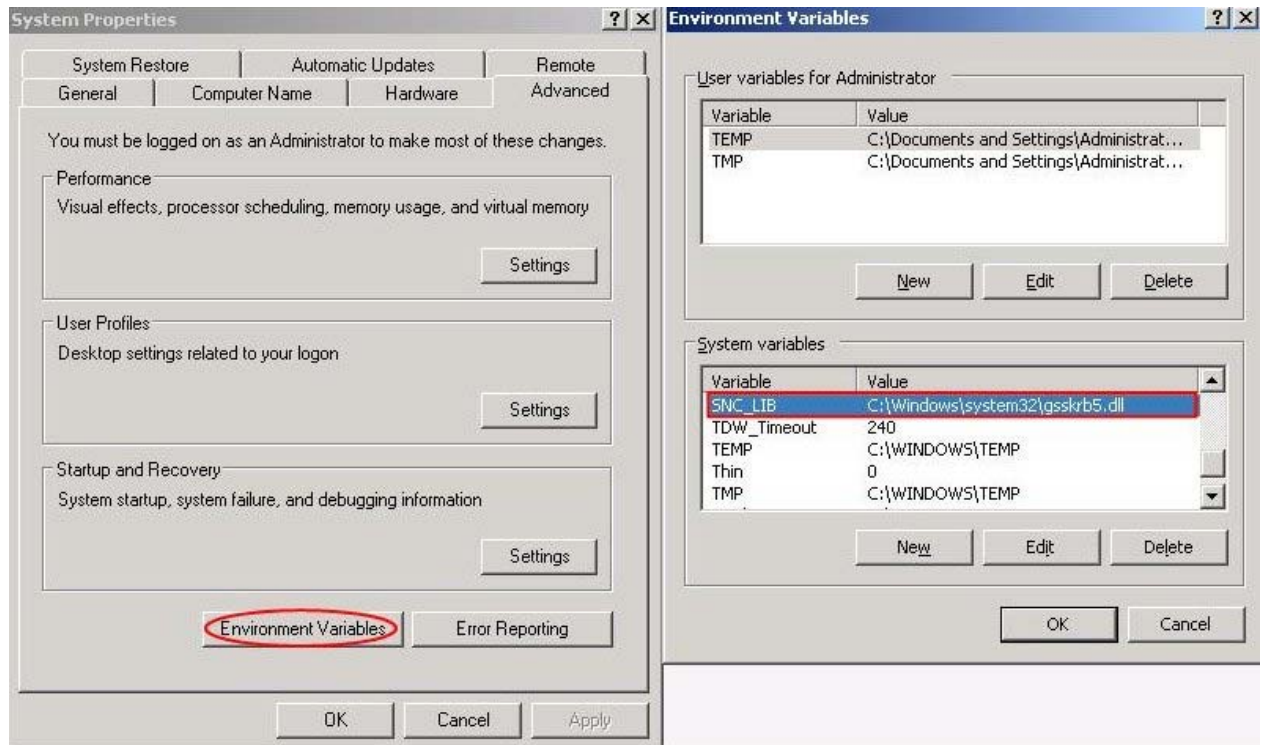 System Properties
System Restore Automatic Updates Remote
General Computer Name Hardware Advanced
You must be logged on as an Administrator to make most of these changes.
Performance
Visual effects, processor scheduling, memory usage, and virtual memory
Settings
User Profiles
Desktop settings related to your logon
Settings
Startup and Recovery
System startup, system failure, and debugging information
Settings
Environment Variables Error Reporting
OK Cancel Apply
Environment Variables
User variables for Administrator
Variable Value
TEMP C:\Documents and Settings\Administrat...
TMP C:\Documents and Settings\Administrat...
New Edit Delete
System variables
Variable Value
SNC_LIB C:\Windows\system32\gsskrb5.dll
TDW_Timeout 240
TEMP C:\WINDOWS\TEMP
Thin 0
TMP C:\WINDOWS\TEMP
New Edit Delete
OK Cancel